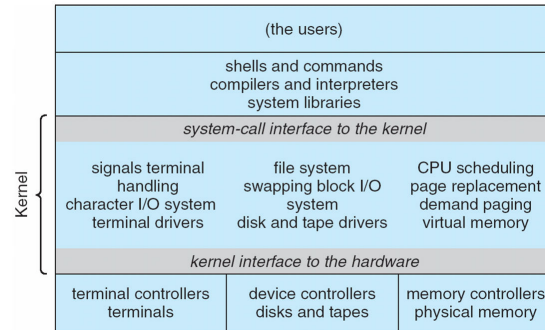 (the users)
shells and commands
compilers and interpreters
system libraries
Kernel
system-call interface to the kernel
signals terminal
handling
character I/O system
terminal drivers
file system
swapping block I/O
system
disk and tape drivers
CPU scheduling
page replacement
demand paging
virtual memory
kernel interface to the hardware
terminal controllers
terminals
device controllers
disks and tapes
memory controllers
physical memory